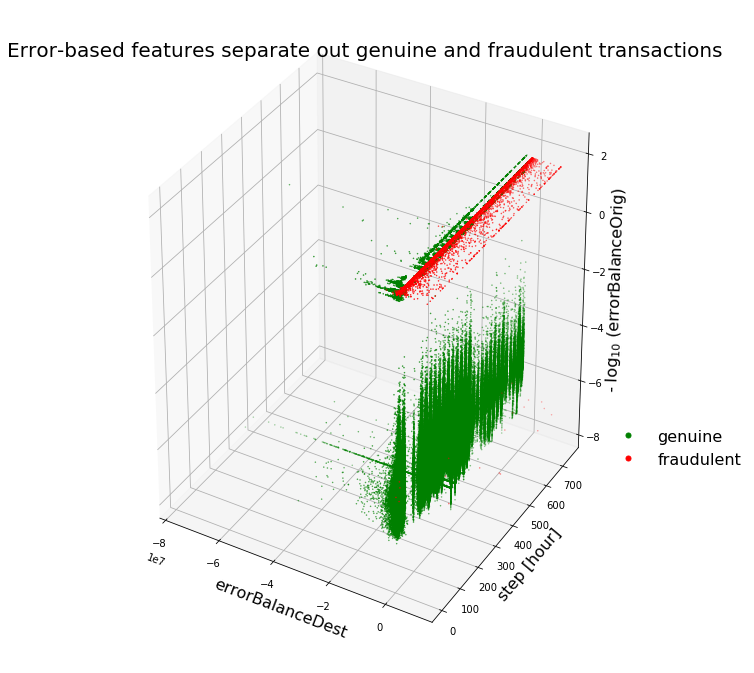 Error-based features separate out genuine and fraudulent transactions
2
0
−2
−4
−6
−8
- log₁₀ (errorBalanceOrig)
genuine
fraudulent
700
600
500
400
300
200
100
0
step [hour]
−8
−6
−4
−2
0
1e7
errorBalanceDest